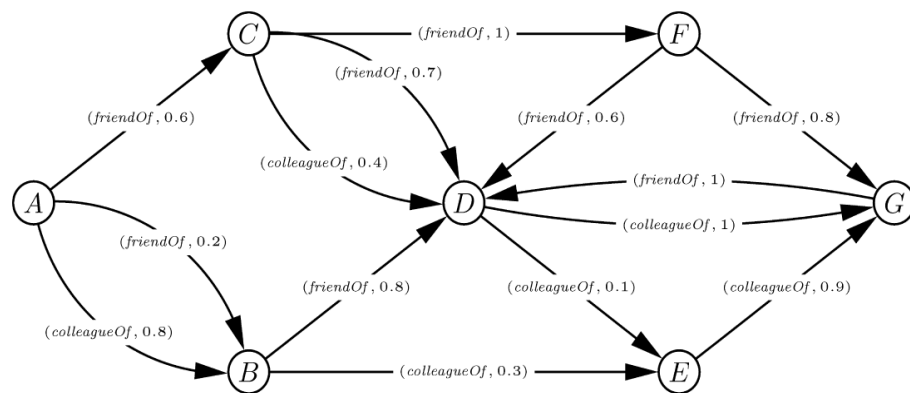 C
(friendOf, 1)
F
(friendOf, 0.7)
(friendOf, 0.6)
(friendOf, 0.6)
(friendOf, 0.8)
(colleagueOf, 0.4)
(friendOf, 1)
A
D
G
(colleagueOf, 1)
(friendOf, 0.2)
(friendOf, 0.8)
(colleagueOf, 0.1)
(colleagueOf, 0.9)
(colleagueOf, 0.8)
B
(colleagueOf, 0.3)
E